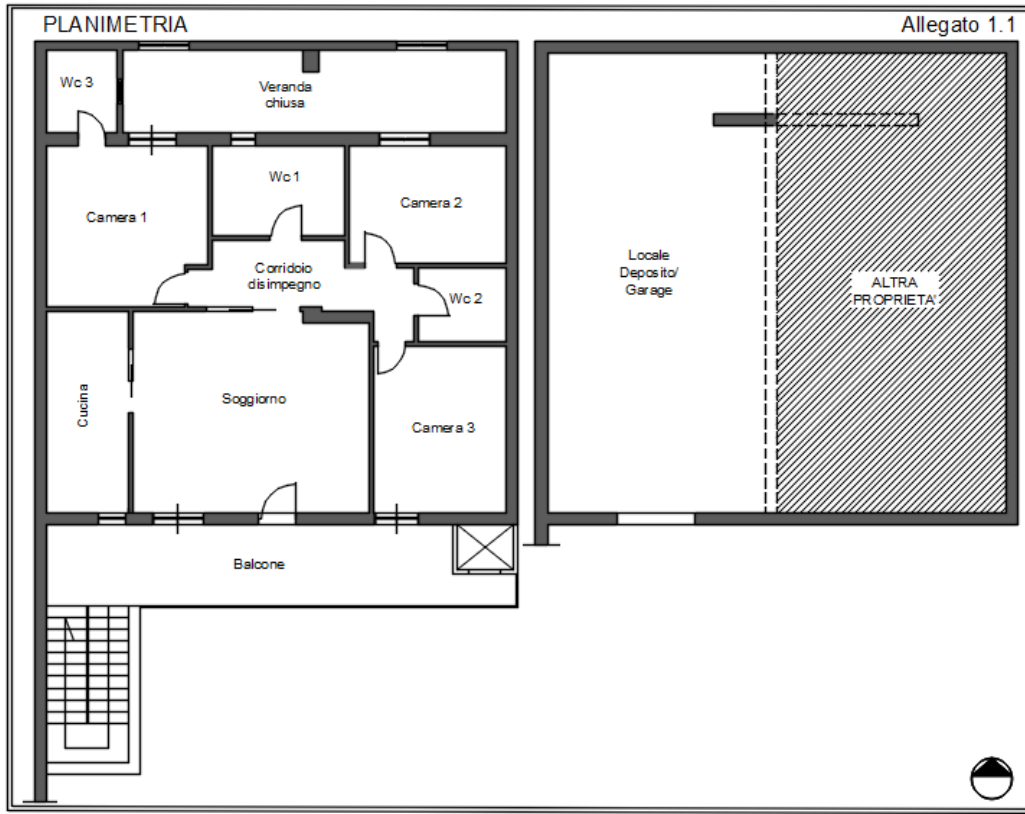 PLANIMETRIA
Allegato 1.1
Wc 3
Veranda
chiusa
Wc 1
Camera 1
Camera 2
Corridoio
disimpegno
Wc 2
Cucina
Soggiorno
Camera 3
Balcone
Locale
Deposito/
Garage
ALTRA
PROPRIETA'